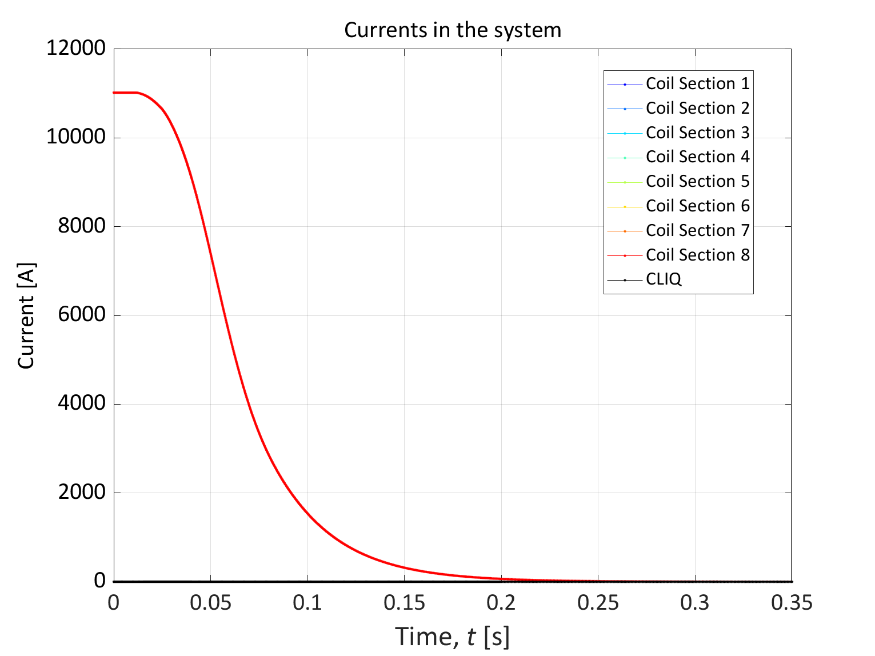 Currents in the system
12000
10000
8000
6000
4000
2000
0
Current [A]
Coil Section 1
Coil Section 2
Coil Section 3
Coil Section 4
Coil Section 5
Coil Section 6
Coil Section 7
Coil Section 8
CLIQ
0 0.05 0.1 0.15 0.2 0.25 0.3 0.35
Time, t [s]